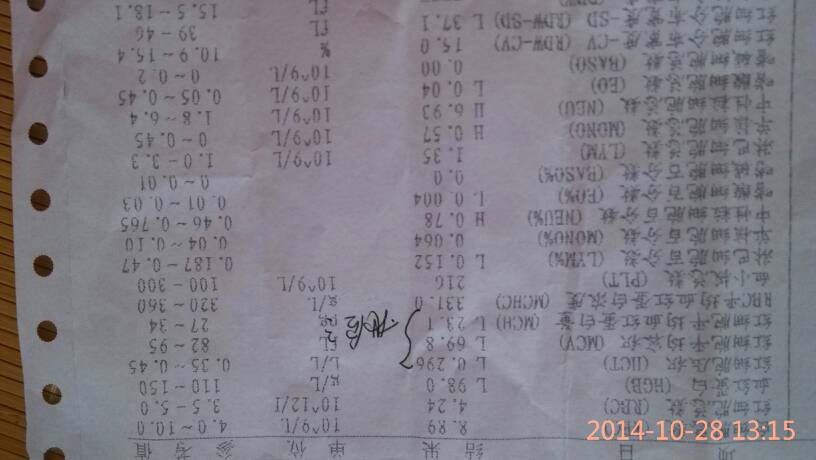 项 目 结 果 单 位 参 考 值
8.89 10^9/L 4.0~10.0
红细胞总数 (RBC) 4.24 10^12/L 3.5~5.0
血红蛋白 (HGB) L 98.0 g/L 110~150
红细胞压积 (HCT) L 0.296 L/L 0.35~0.45
红细胞平均容积 (MCV) L 69.8 fL 82~95
红细胞平均血红蛋白量 (MCH) L 23.1 27~34
RBC平均血红蛋白浓度 (MCHC) 331.0 g/L 320~360
血小板总数 (PLT) 216 10^9/L 100~300
淋巴细胞百分数 (LYM%) L 0.152 0.187~0.47
单核细胞百分数 (MONO%) 0.064 0.04~0.10
中性粒细胞百分数 (NEU%) H 0.78 0.46~0.765
嗜酸细胞百分数 (EO%) L 0.004 0.01~0.03
嗜碱细胞百分数 (BASO%) 0.0 0~0.01
淋巴细胞总数 (LYM) 1.35 10^9/L 1.0~3.3
单核细胞总数 (MONO) H 0.57 10^9/L 0~0.45
中性粒细胞总数 (NEU) H 6.93 10^9/L 1.8~6.4
嗜酸细胞总数 (EO) L 0.04 10^9/L 0.05~0.45
嗜碱细胞总数 (BASO) 0.00 10^9/L 0~0.2
红细胞分布宽度-CV (RDW-CV) 15.0 % 10.9~15.4
红细胞分布宽度-SD (RDW-SD) L 37.1 fL 39~46
fL 15.5~18.1
2014-10-28 13:15